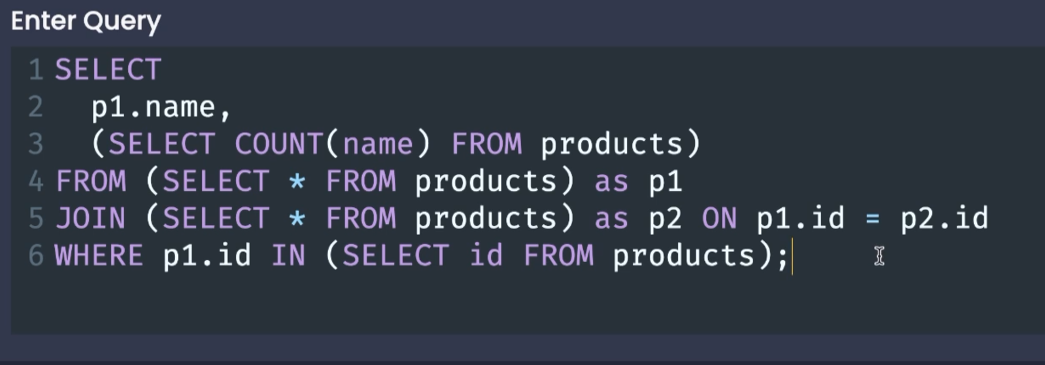 Enter Query
1 SELECT
2 p1.name,
3 (SELECT COUNT(name) FROM products)
4 FROM (SELECT * FROM products) as p1
5 JOIN (SELECT * FROM products) as p2 ON p1.id = p2.id
6 WHERE p1.id IN (SELECT id FROM products);